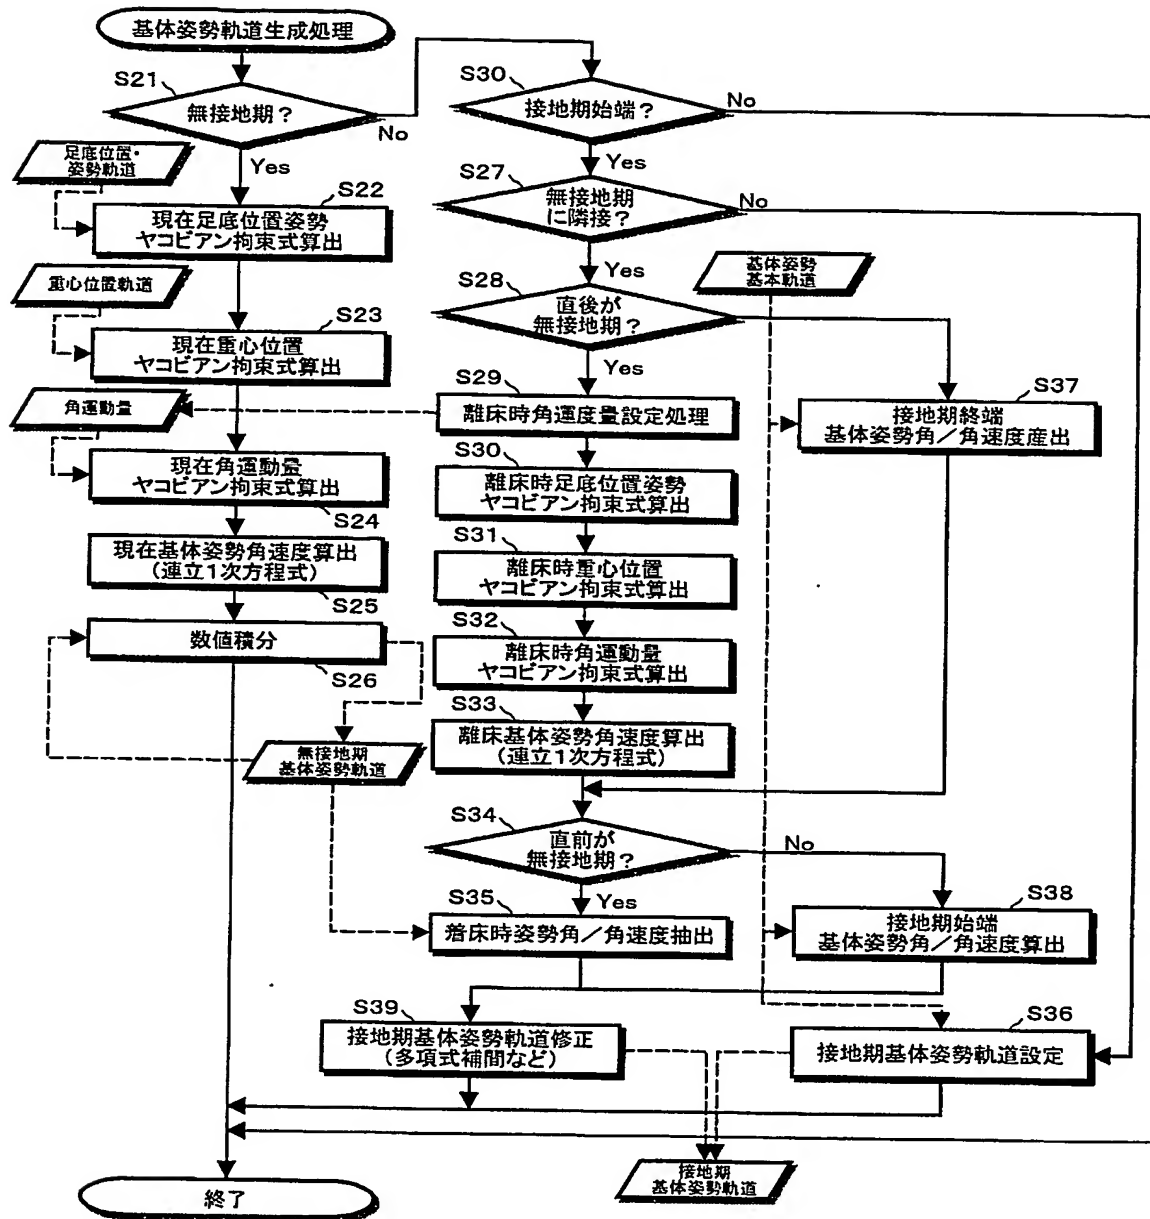 基体姿勢軌道生成処理
S21
無接地期?
No
Yes
足底位置・
姿勢軌道
S22
現在足底位置姿勢
ヤコビアン拘束式算出
重心位置軌道
S23
現在重心位置
ヤコビアン拘束式算出
角運動量
現在角運動量
ヤコビアン拘束式算出
S24
現在基体姿勢角速度算出
(連立1次方程式)
S25
数値積分
S26
無接地期
基体姿勢軌道
S30
接地期始端?
No
Yes
S27
無接地期
に隣接?
No
Yes
S28
直後が
無接地期?
Yes
基体姿勢
基本軌道
S29
離床時角運度量設定処理
S37
接地期終端
基体姿勢角/角速度産出
S30
離床時足底位置姿勢
ヤコビアン拘束式算出
S31
離床時重心位置
ヤコビアン拘束式算出
S32
離床時角運動量
ヤコビアン拘束式算出
S33
離床基体姿勢角速度算出
(連立1次方程式)
S34
直前が
無接地期?
No
Yes
S35
着床時姿勢角/角速度抽出
S38
接地期始端
基体姿勢角/角速度算出
S39
接地期基体姿勢軌道修正
(多項式補間など)
S36
接地期基体姿勢軌道設定
接地期
基体姿勢軌道
終了